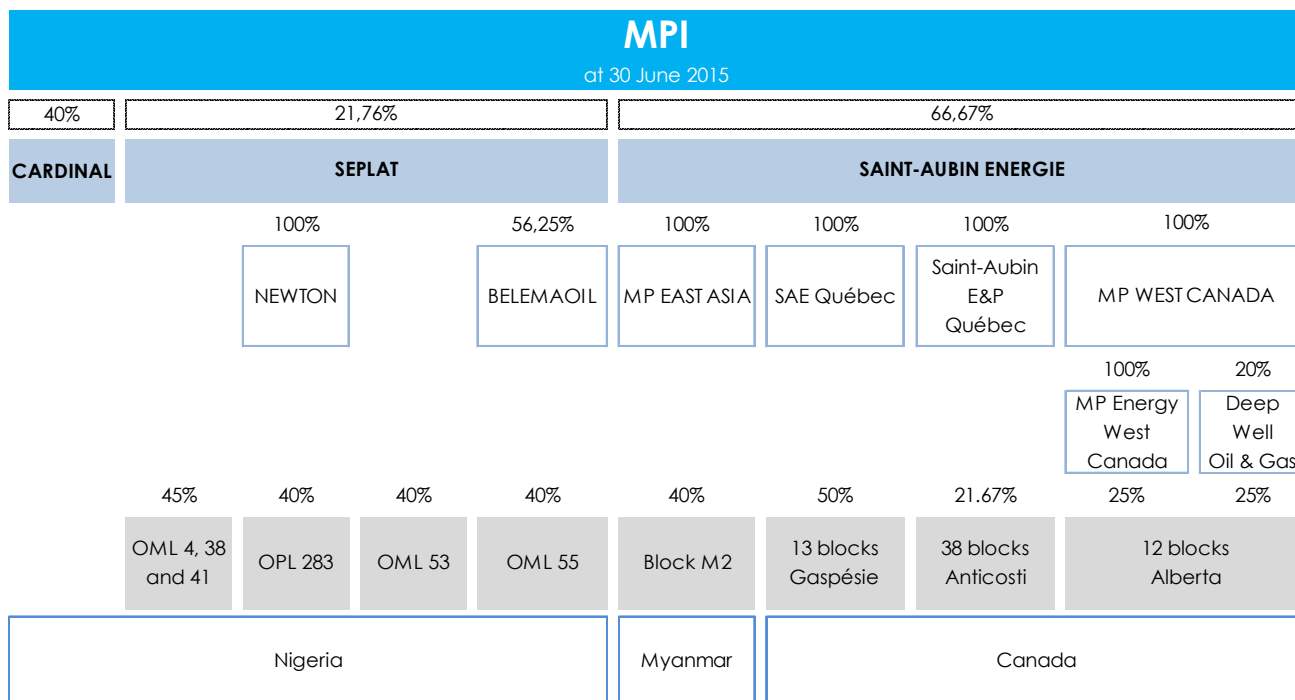 MPI
at 30 June 2015
40% 21,76% 66,67%
CARDINAL SEPLAT SAINT-AUBIN ENERGIE
100% 56,25% 100% 100% 100% 100%
NEWTON BELEMAOIL MP EAST ASIA SAE Québec
Saint-Aubin
E&P
Québec
MP WEST CANADA
100% 20%
MP Energy
West
Canada
Deep
Well
Oil & Gas
45% 40% 40% 40% 40% 50% 21.67% 25% 25%
OML 4, 38
and 41
OPL 283 OML 53 OML 55 Block M2
13 blocks
Gaspésie
38 blocks
Anticosti
12 blocks
Alberta
Nigeria Myanmar Canada